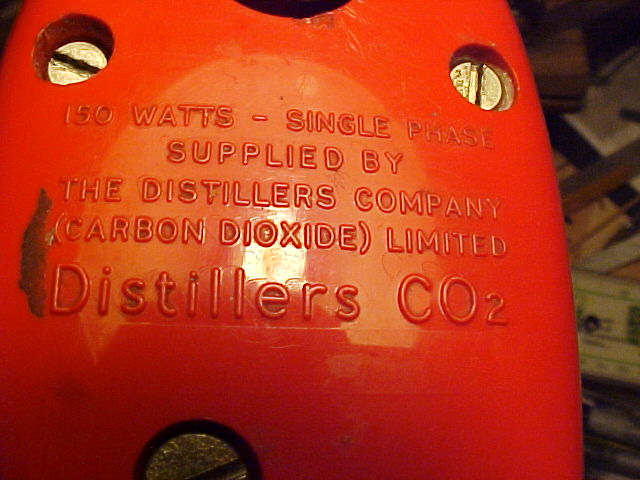 150 WATTS - SINGLE PHASE
SUPPLIED BY
THE DISTILLERS COMPANY
(CARBON DIOXIDE) LIMITED
Distillers CO2